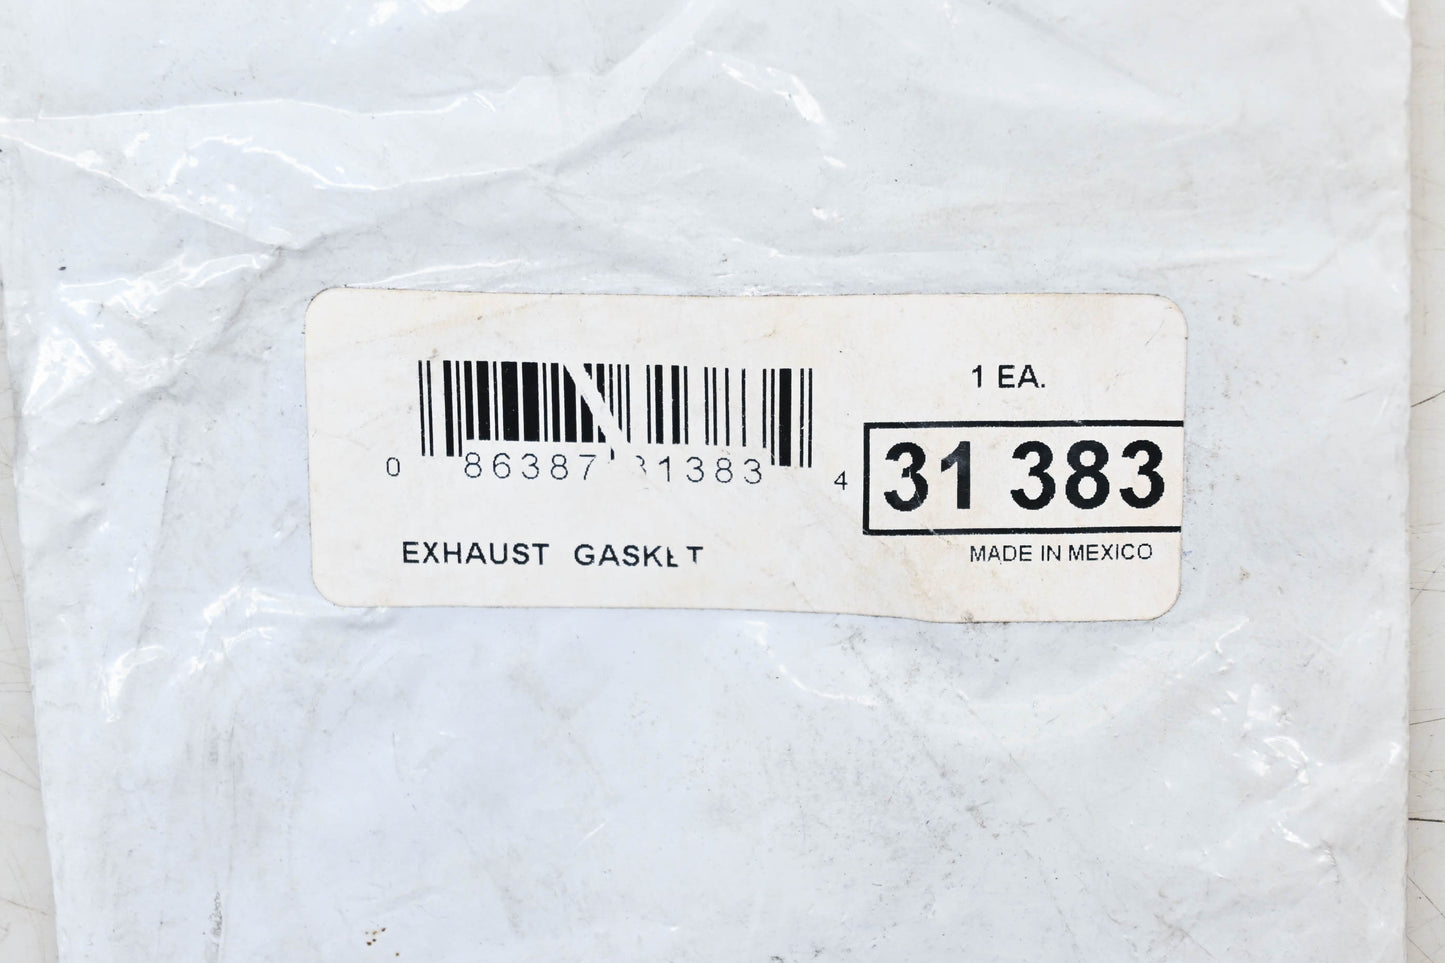 1 EA.
0 86387 31383 4
31 383
EXHAUST GASKET
MADE IN MEXICO